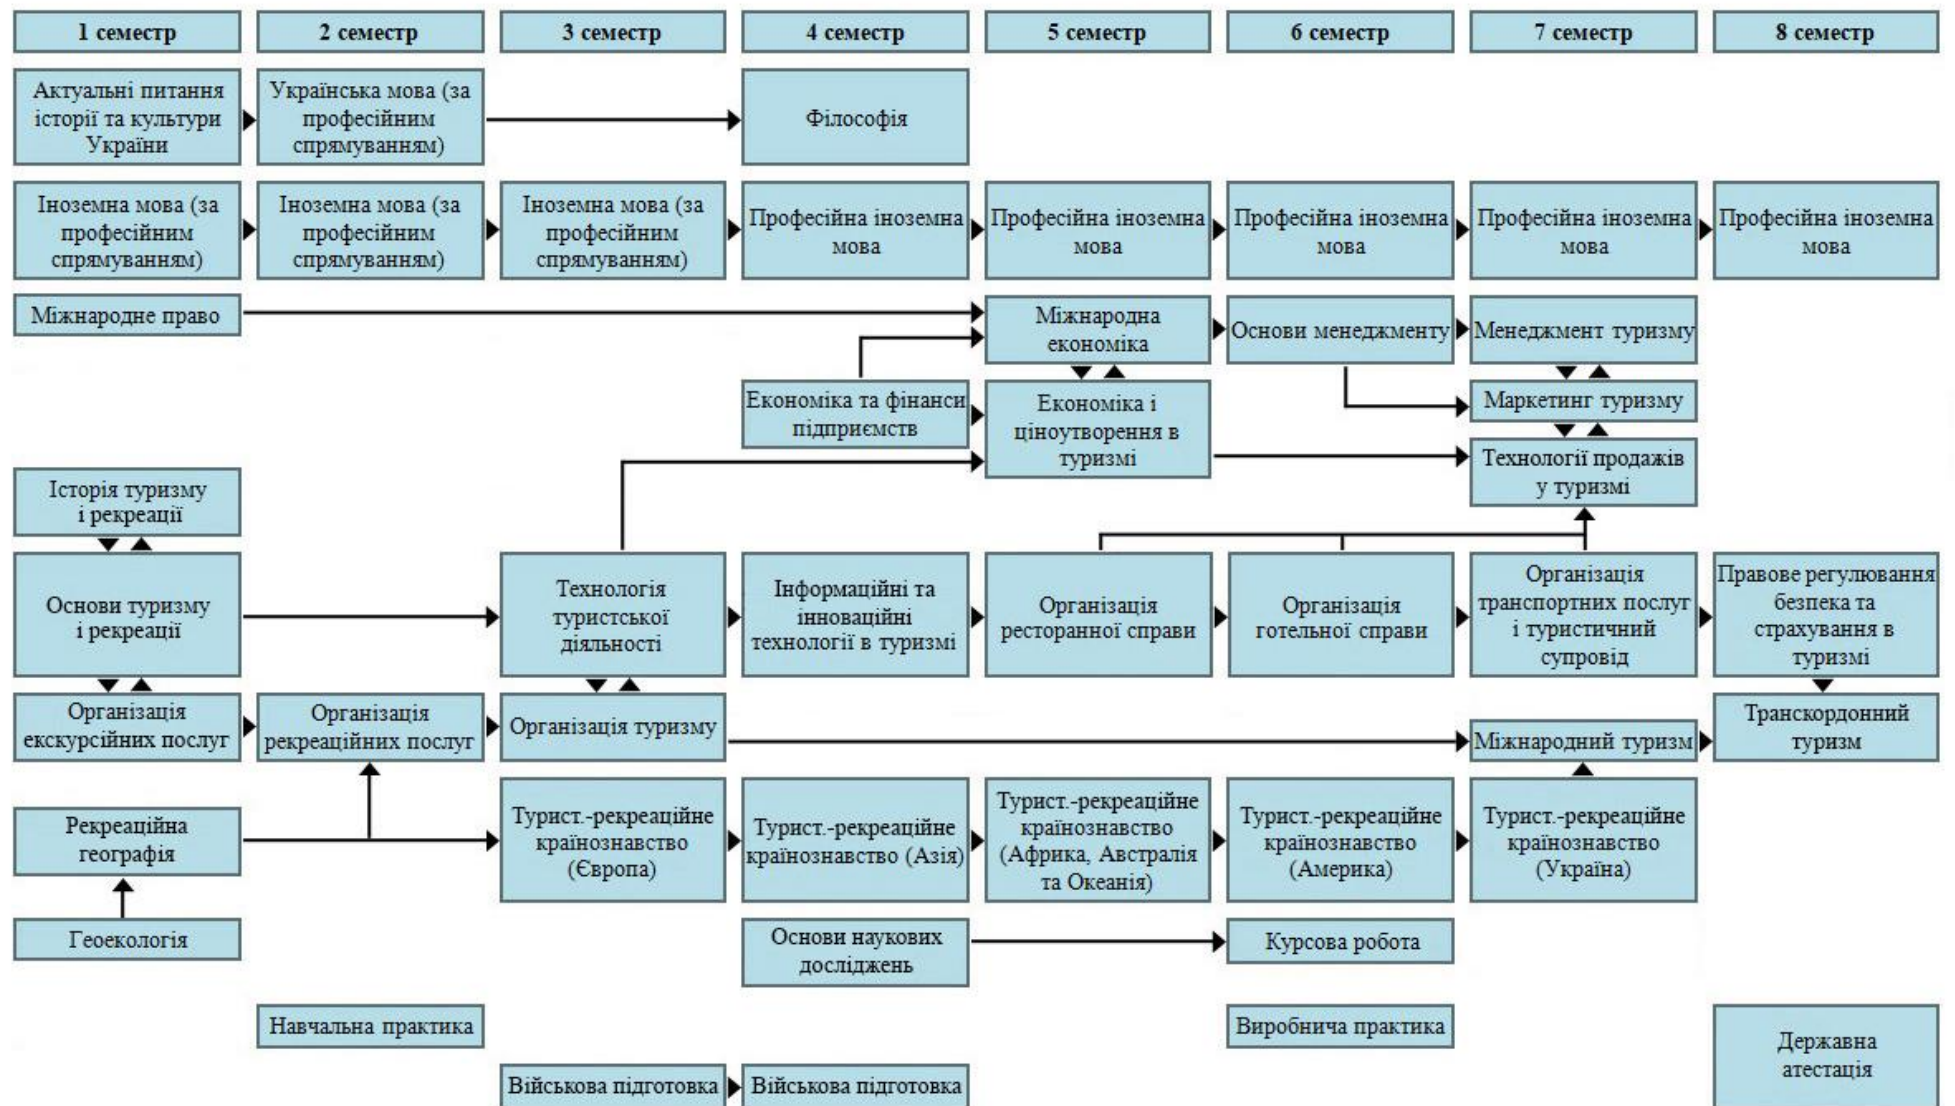 1 семестр
2 семестр
3 семестр
4 семестр
5 семестр
6 семестр
7 семестр
8 семестр
Актуальні питання
історії та культури
України
Українська мова (за
професійним
спрямуванням)
Філософія
Іноземна мова (за
професійним
спрямуванням)
Іноземна мова (за
професійним
спрямуванням)
Іноземна мова (за
професійним
спрямуванням)
Професійна іноземна
мова
Професійна іноземна
мова
Професійна іноземна
мова
Професійна іноземна
мова
Професійна іноземна
мова
Міжнародне право
Міжнародна
економіка
Основи менеджменту
Менеджмент туризму
Економіка та фінанси
підприємств
Економіка і
ціноутворення в
туризмі
Маркетинг туризму
Технології продажів
у туризмі
Історія туризму
і рекреації
Основи туризму
і рекреації
Технологія
туристської
діяльності
Інформаційні та
інноваційні
технології в туризмі
Організація
ресторанної справи
Організація
готельної справи
Організація
транспортних послуг
і туристичний
супровід
Правове регулювання
безпека та
страхування в
туризмі
Організація
екскурсійних послуг
Організація
рекреаційних послуг
Організація туризму
Міжнародний туризм
Транскордонний
туризм
Рекреаційна
географія
Турист.-рекреаційне
країнознавство
(Європа)
Турист.-рекреаційне
країнознавство (Азія)
Турист.-рекреаційне
країнознавство
(Африка, Австралія
та Океанія)
Турист.-рекреаційне
країнознавство
(Америка)
Турист.-рекреаційне
країнознавство
(Україна)
Геоекологія
Основи наукових
досліджень
Курсова робота
Навчальна практика
Виробнича практика
Державна
атестація
Військова підготовка
Військова підготовка